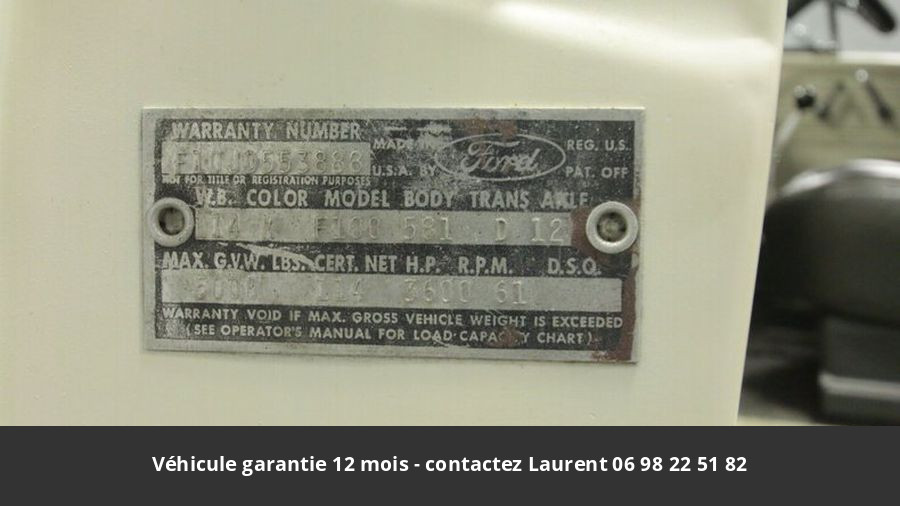 WARRANTY NUMBER
MADE IN
U.S.A. BY
Ford
REG. U.S.
PAT. OFF
NOT FOR TITLE OR REGISTRATION PURPOSES
W.B. COLOR MODEL BODY TRANS AXLE
F100 581 D 12
MAX. G.V.W. LBS. CERT. NET H.P. R.P.M. D.S.O.
114 3600 61
WARRANTY VOID IF MAX. GROSS VEHICLE WEIGHT IS EXCEEDED
(SEE OPERATOR'S MANUAL FOR LOAD CAPACITY CHART)
Véhicule garantie 12 mois - contactez Laurent 06 98 22 51 82